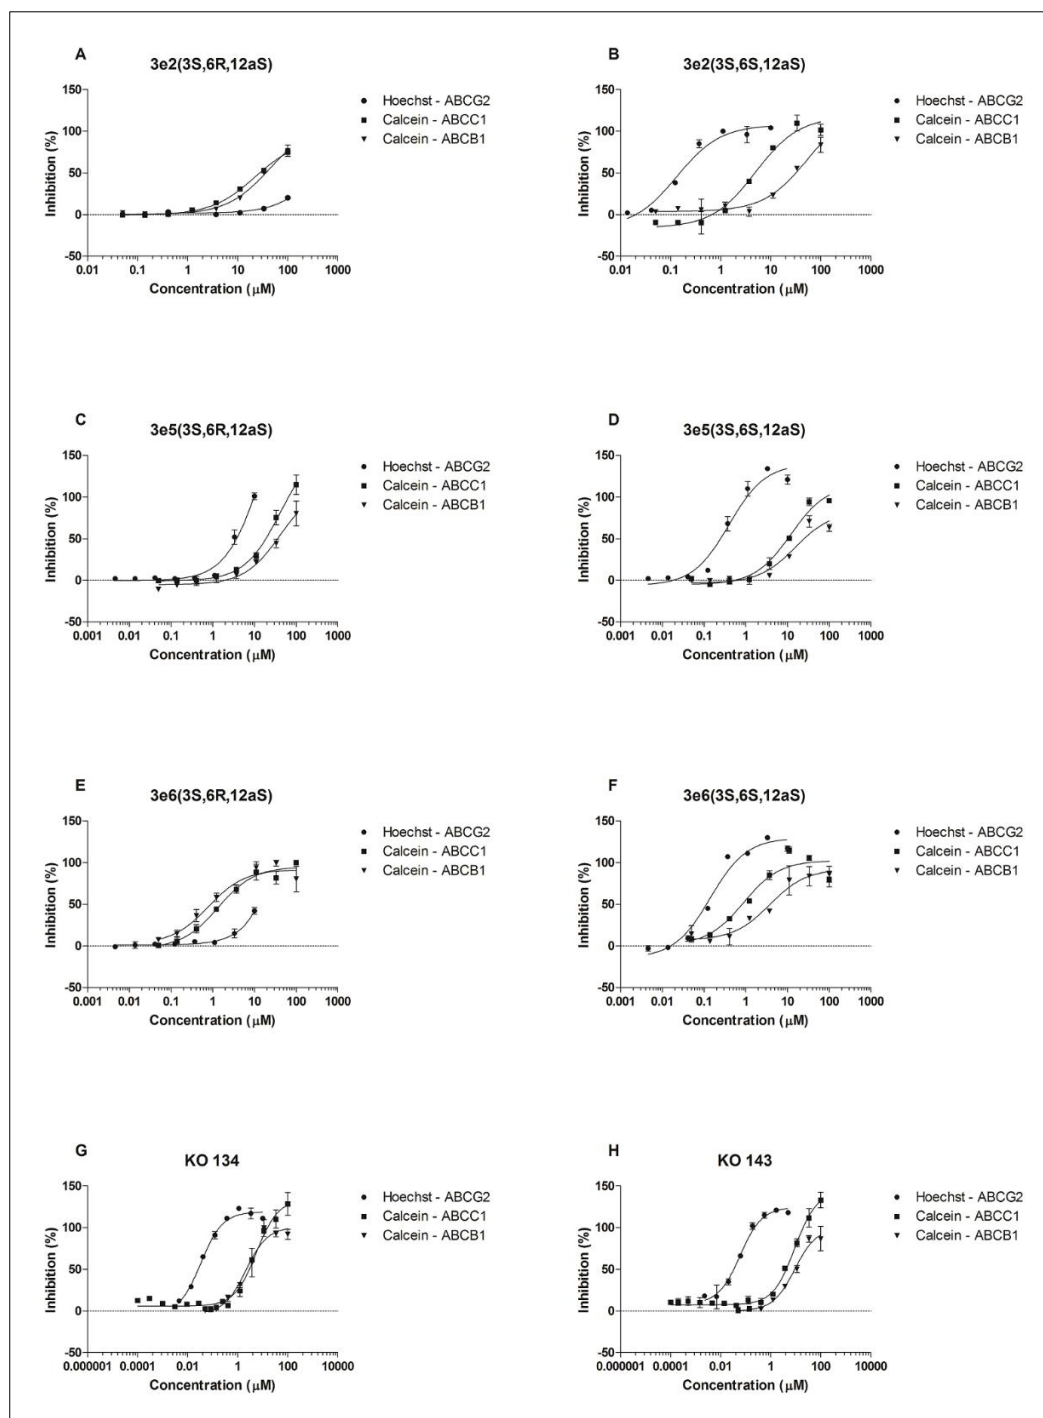 A
3e2(3S,6R,12aS)
Inhibition (%)
150
100
50
0
-50
0.01 0.1 1 10 100 1000
Concentration (μM)
Hoechst - ABCG2
Calcein - ABCC1
Calcein - ABCB1
B
3e2(3S,6S,12aS)
Inhibition (%)
150
100
50
0
-50
0.01 0.1 1 10 100 1000
Concentration (μM)
Hoechst - ABCG2
Calcein - ABCC1
Calcein - ABCB1
C
3e5(3S,6R,12aS)
Inhibition (%)
150
100
50
0
-50
0.001 0.01 0.1 1 10 100 1000
Concentration (μM)
Hoechst - ABCG2
Calcein - ABCC1
Calcein - ABCB1
D
3e5(3S,6S,12aS)
Inhibition (%)
150
100
50
0
-50
0.001 0.01 0.1 1 10 100 1000
Concentration (μM)
Hoechst - ABCG2
Calcein - ABCC1
Calcein - ABCB1
E
3e6(3S,6R,12aS)
Inhibition (%)
150
100
50
0
-50
0.001 0.01 0.1 1 10 100 1000
Concentration (μM)
Hoechst - ABCG2
Calcein - ABCC1
Calcein - ABCB1
F
3e6(3S,6S,12aS)
Inhibition (%)
150
100
50
0
-50
0.001 0.01 0.1 1 10 100 1000
Concentration (μM)
Hoechst - ABCG2
Calcein - ABCC1
Calcein - ABCB1
G
KO 134
Inhibition (%)
150
100
50
0
-50
0.000001 0.0001 0.01 1 100 10000
Concentration (μM)
Hoechst - ABCG2
Calcein - ABCC1
Calcein - ABCB1
H
KO 143
Inhibition (%)
150
100
50
0
-50
0.000001 0.0001 0.01 1 100 10000
Concentration (μM)
Hoechst - ABCG2
Calcein - ABCC1
Calcein - ABCB1